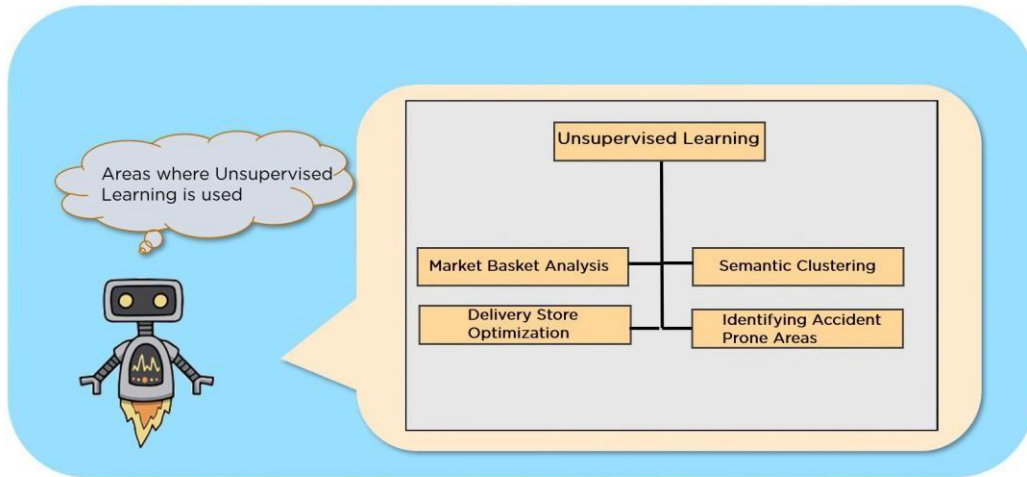 Areas where Unsupervised
Learning is used
Unsupervised Learning
Market Basket Analysis
Semantic Clustering
Delivery Store
Optimization
Identifying Accident
Prone Areas